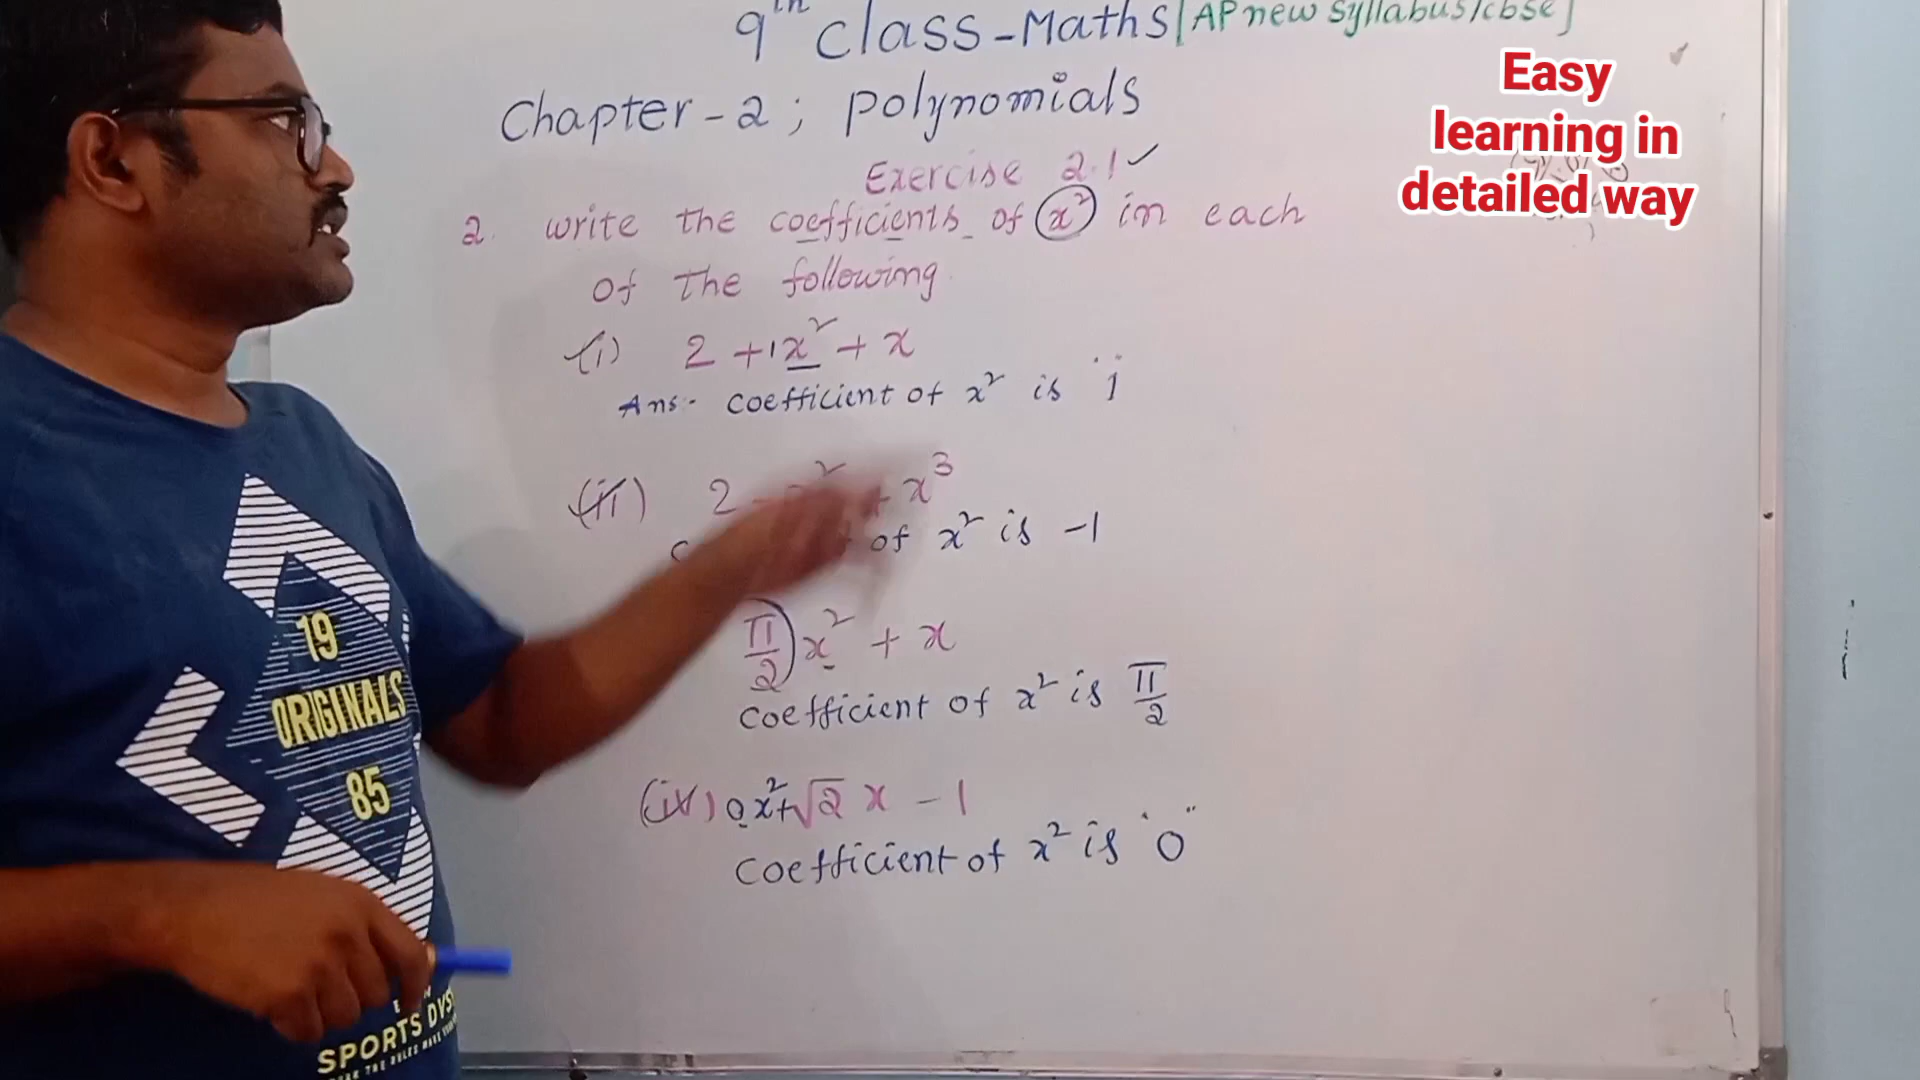 9th class-Maths [AP new syllabus/cbse]
Easy
learning in
detailed way
Chapter-2; Polynomials
Exercise 2.1 ✓
2. write the coefficients of x² in each
of the following.
(i) 2 + 1x² + x
Ans:- coefficient of x² is 1
(ii) 2 - x² + x³
of x² is -1
π/2 x² + x
coefficient of x² is π/2
(iv) 0x²+√2 x - 1
coefficient of x² is "0"
19
ORIGINALS
85
SPORTS